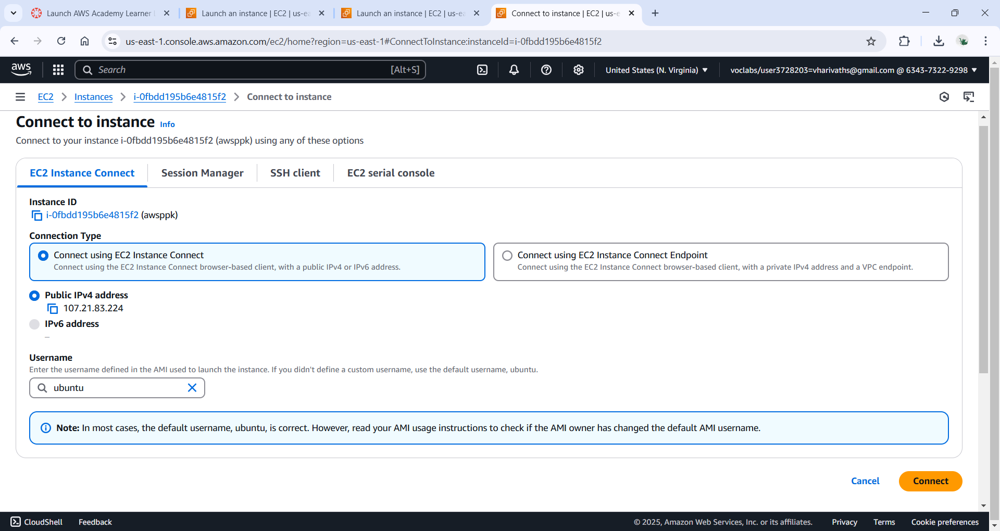 Launch AWS Academy Learner L
Launch an instance | EC2 | us-ea
Launch an instance | EC2 | us-ea
Connect to instance | EC2 | us-e
us-east-1.console.aws.amazon.com/ec2/home?region=us-east-1#ConnectToInstance:instanceId=i-0fbdd195b6e4815f2
aws
Search
[Alt+S]
United States (N. Virginia)
voclabs/user3728203=vharivaths@gmail.com @ 6343-7322-9298
EC2
Instances
i-0fbdd195b6e4815f2
Connect to instance
Connect to instance Info
Connect to your instance i-0fbdd195b6e4815f2 (awsppk) using any of these options
EC2 Instance Connect
Session Manager
SSH client
EC2 serial console
Instance ID
i-0fbdd195b6e4815f2 (awsppk)
Connection Type
Connect using EC2 Instance Connect
Connect using the EC2 Instance Connect browser-based client, with a public IPv4 or IPv6 address.
Connect using EC2 Instance Connect Endpoint
Connect using the EC2 Instance Connect browser-based client, with a private IPv4 address and a VPC endpoint.
Public IPv4 address
107.21.83.224
IPv6 address
–
Username
Enter the username defined in the AMI used to launch the instance. If you didn't define a custom username, use the default username, ubuntu.
ubuntu
Note: In most cases, the default username, ubuntu, is correct. However, read your AMI usage instructions to check if the AMI owner has changed the default AMI username.
Cancel
Connect
CloudShell
Feedback
© 2025, Amazon Web Services, Inc. or its affiliates.
Privacy
Terms
Cookie preferences